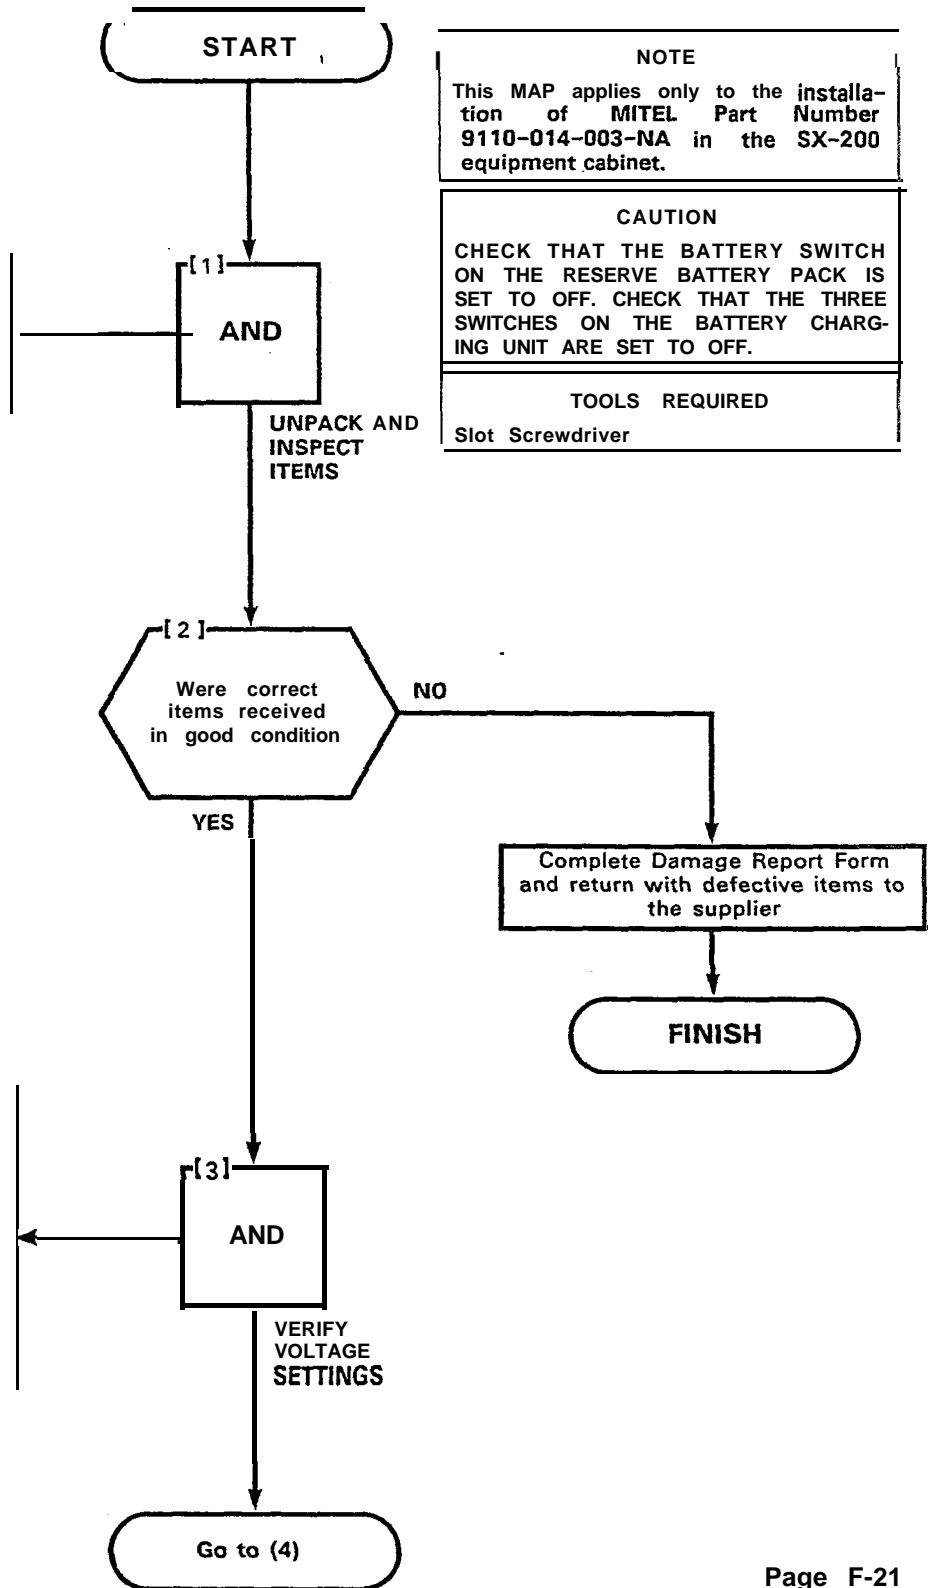 START
NOTE
This MAP applies only to the installa-
tion of MITEL Part Number
9110-014-003-NA in the SX-200
equipment cabinet.
CAUTION
CHECK THAT THE BATTERY SWITCH
ON THE RESERVE BATTERY PACK IS
SET TO OFF. CHECK THAT THE THREE
SWITCHES ON THE BATTERY CHARG-
ING UNIT ARE SET TO OFF.
TOOLS REQUIRED
Slot Screwdriver
[1]
AND
UNPACK AND
INSPECT
ITEMS
[2]
Were correct
items received
in good condition
NO
YES
Complete Damage Report Form
and return with defective items to
the supplier
FINISH
[3]
AND
VERIFY
VOLTAGE
SETTINGS
Go to (4)
Page F-21